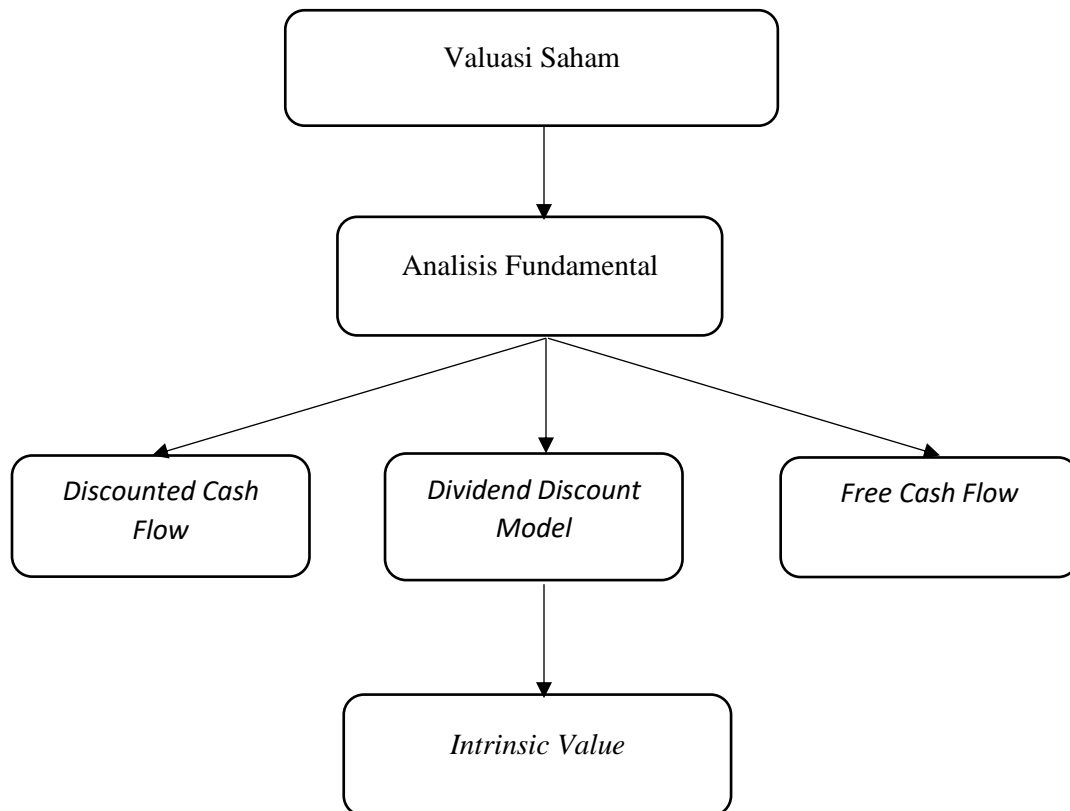 Valuasi Saham
Analisis Fundamental
Discounted Cash
Flow
Dividend Discount
Model
Free Cash Flow
Intrinsic Value